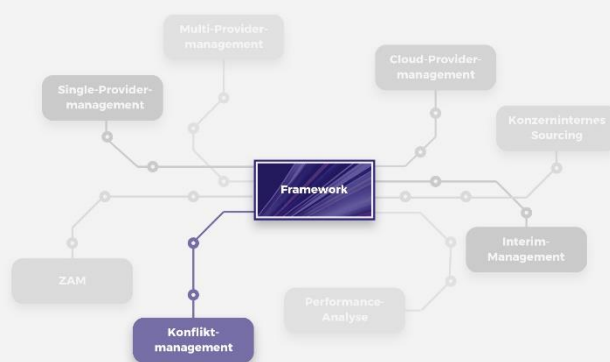 Multi-Provider-
management
Cloud-Provider-
management
Single-Provider-
management
Konzerninternes
Sourcing
Framework
Interim-
Management
ZAM
Performance-
Analyse
Konflikt-
management